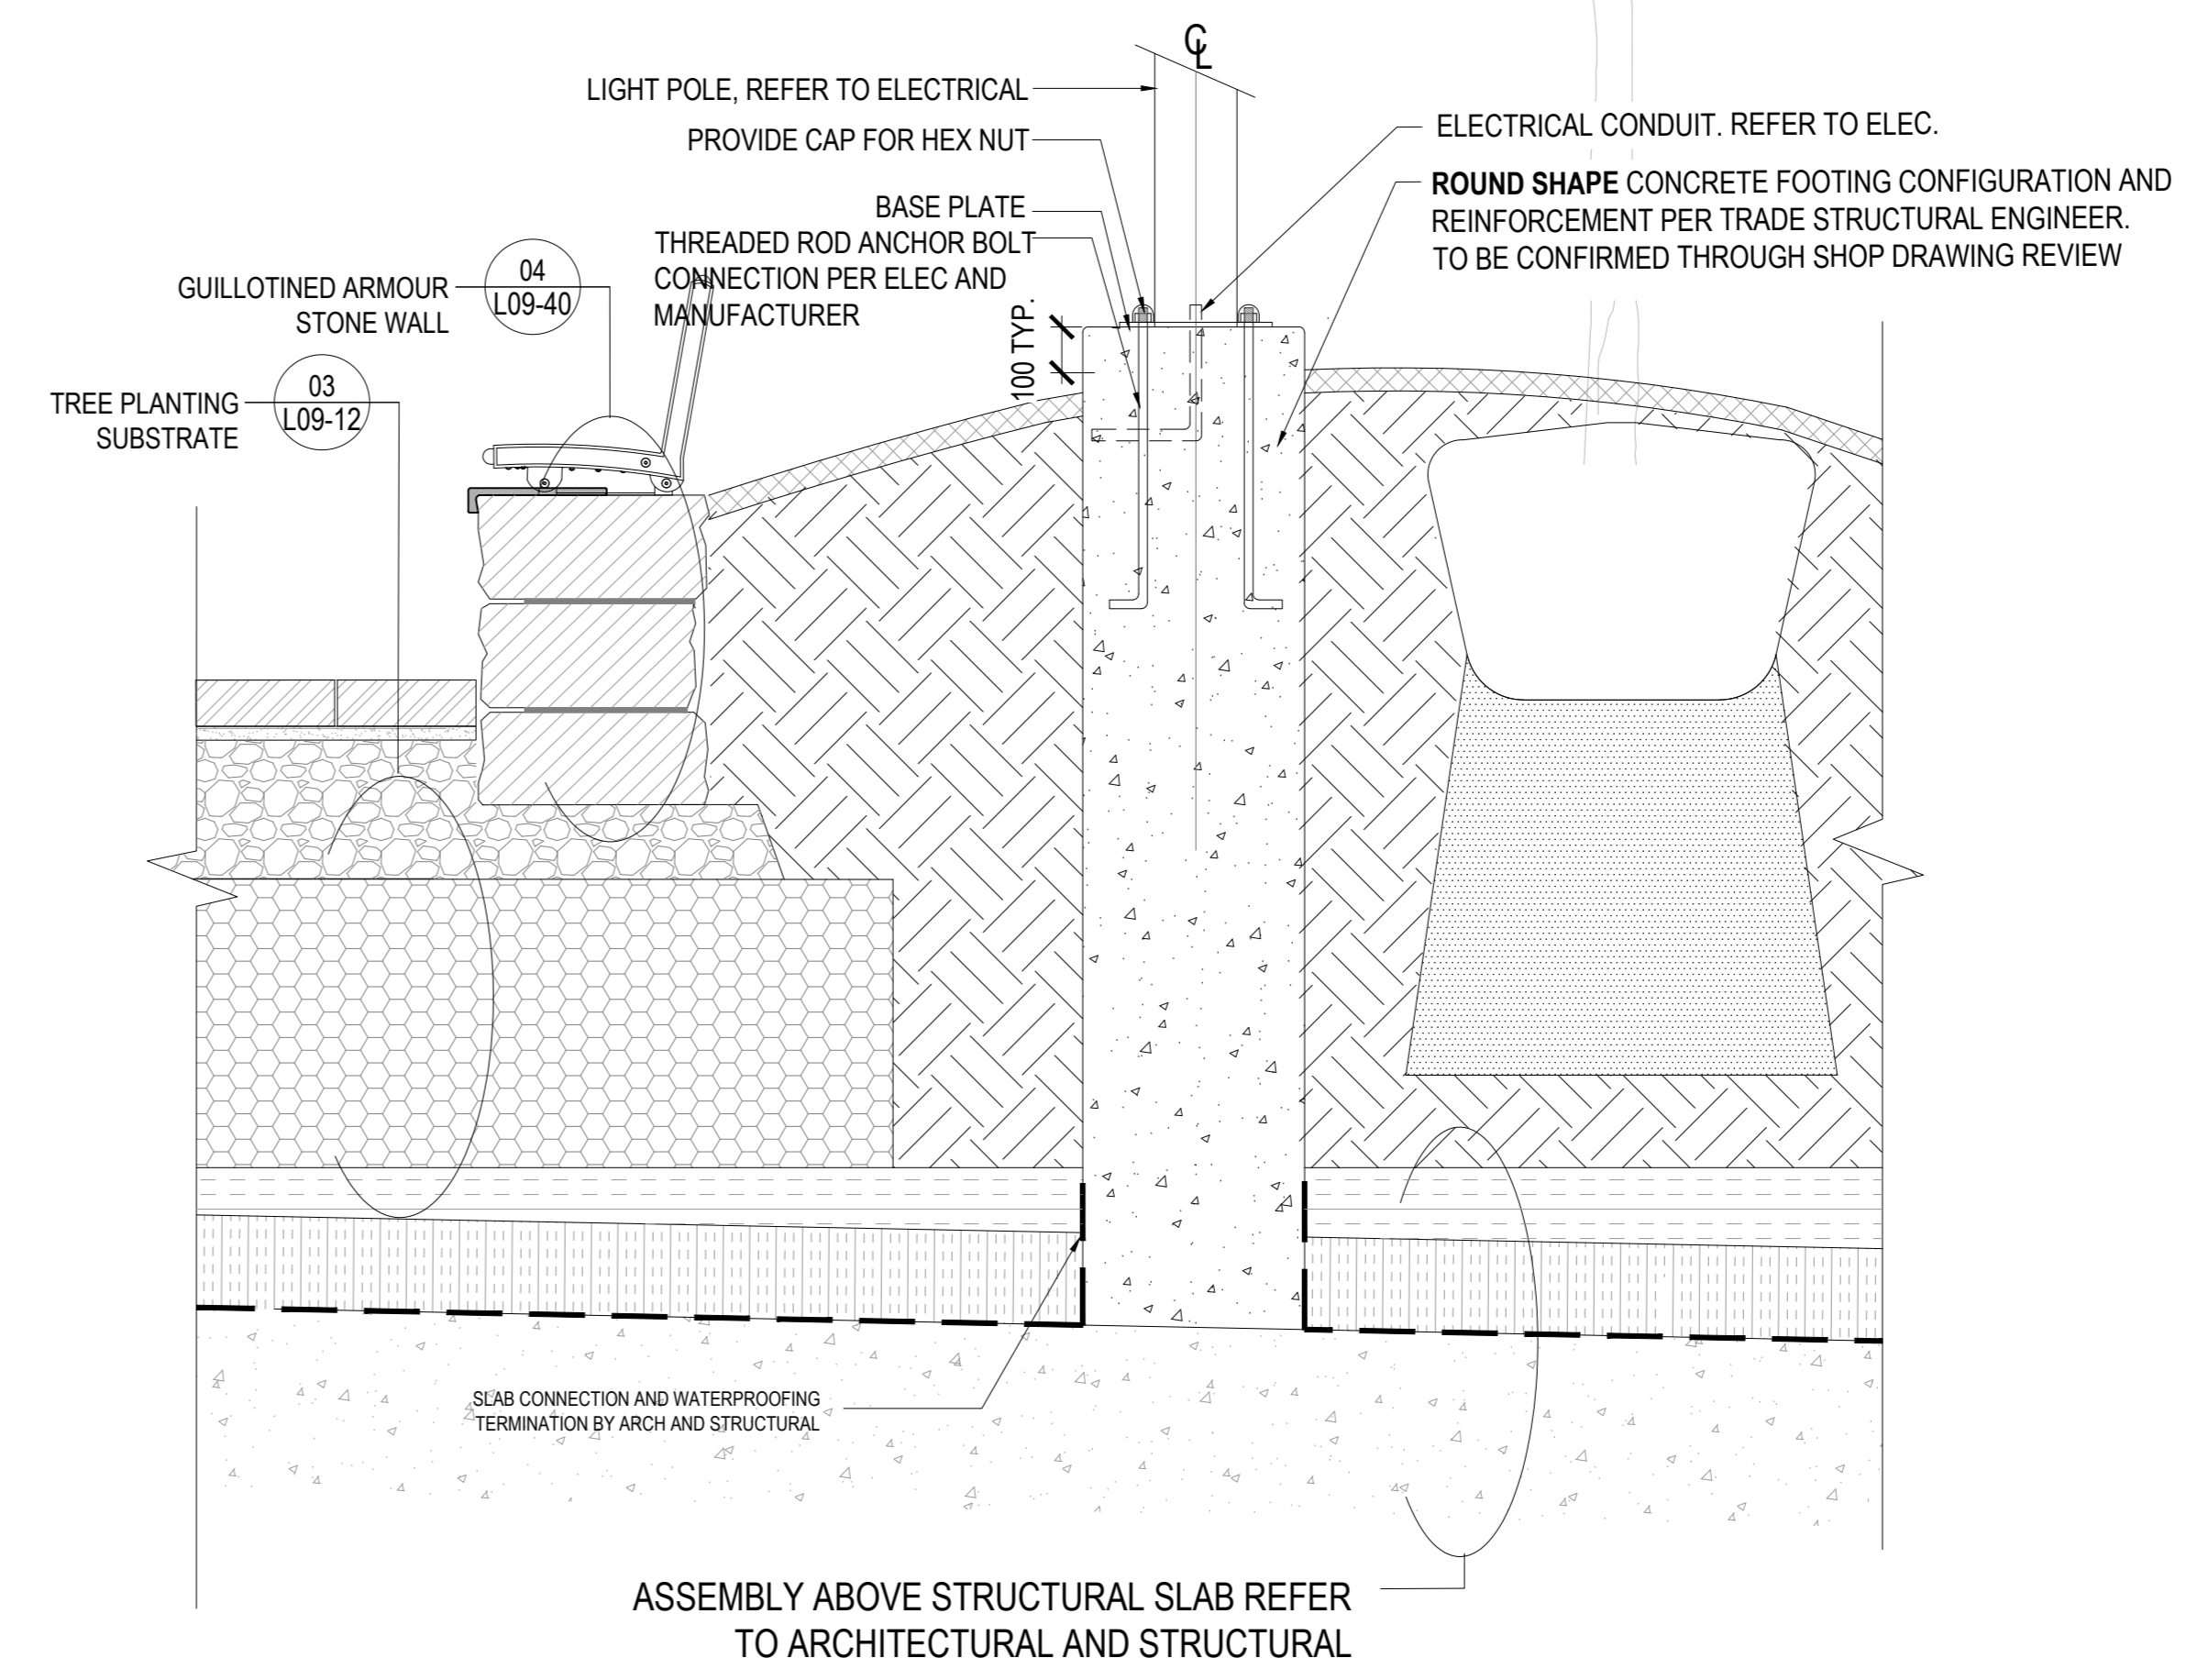 ℄
LIGHT POLE, REFER TO ELECTRICAL
PROVIDE CAP FOR HEX NUT
BASE PLATE
THREADED ROD ANCHOR BOLT
CONNECTION PER ELEC AND
MANUFACTURER
ELECTRICAL CONDUIT. REFER TO ELEC.
ROUND SHAPE CONCRETE FOOTING CONFIGURATION AND
REINFORCEMENT PER TRADE STRUCTURAL ENGINEER.
TO BE CONFIRMED THROUGH SHOP DRAWING REVIEW
GUILLOTINED ARMOUR
STONE WALL
04
L09-40
TREE PLANTING
SUBSTRATE
03
L09-12
100 TYP.
SLAB CONNECTION AND WATERPROOFING
TERMINATION BY ARCH AND STRUCTURAL
ASSEMBLY ABOVE STRUCTURAL SLAB REFER
TO ARCHITECTURAL AND STRUCTURAL